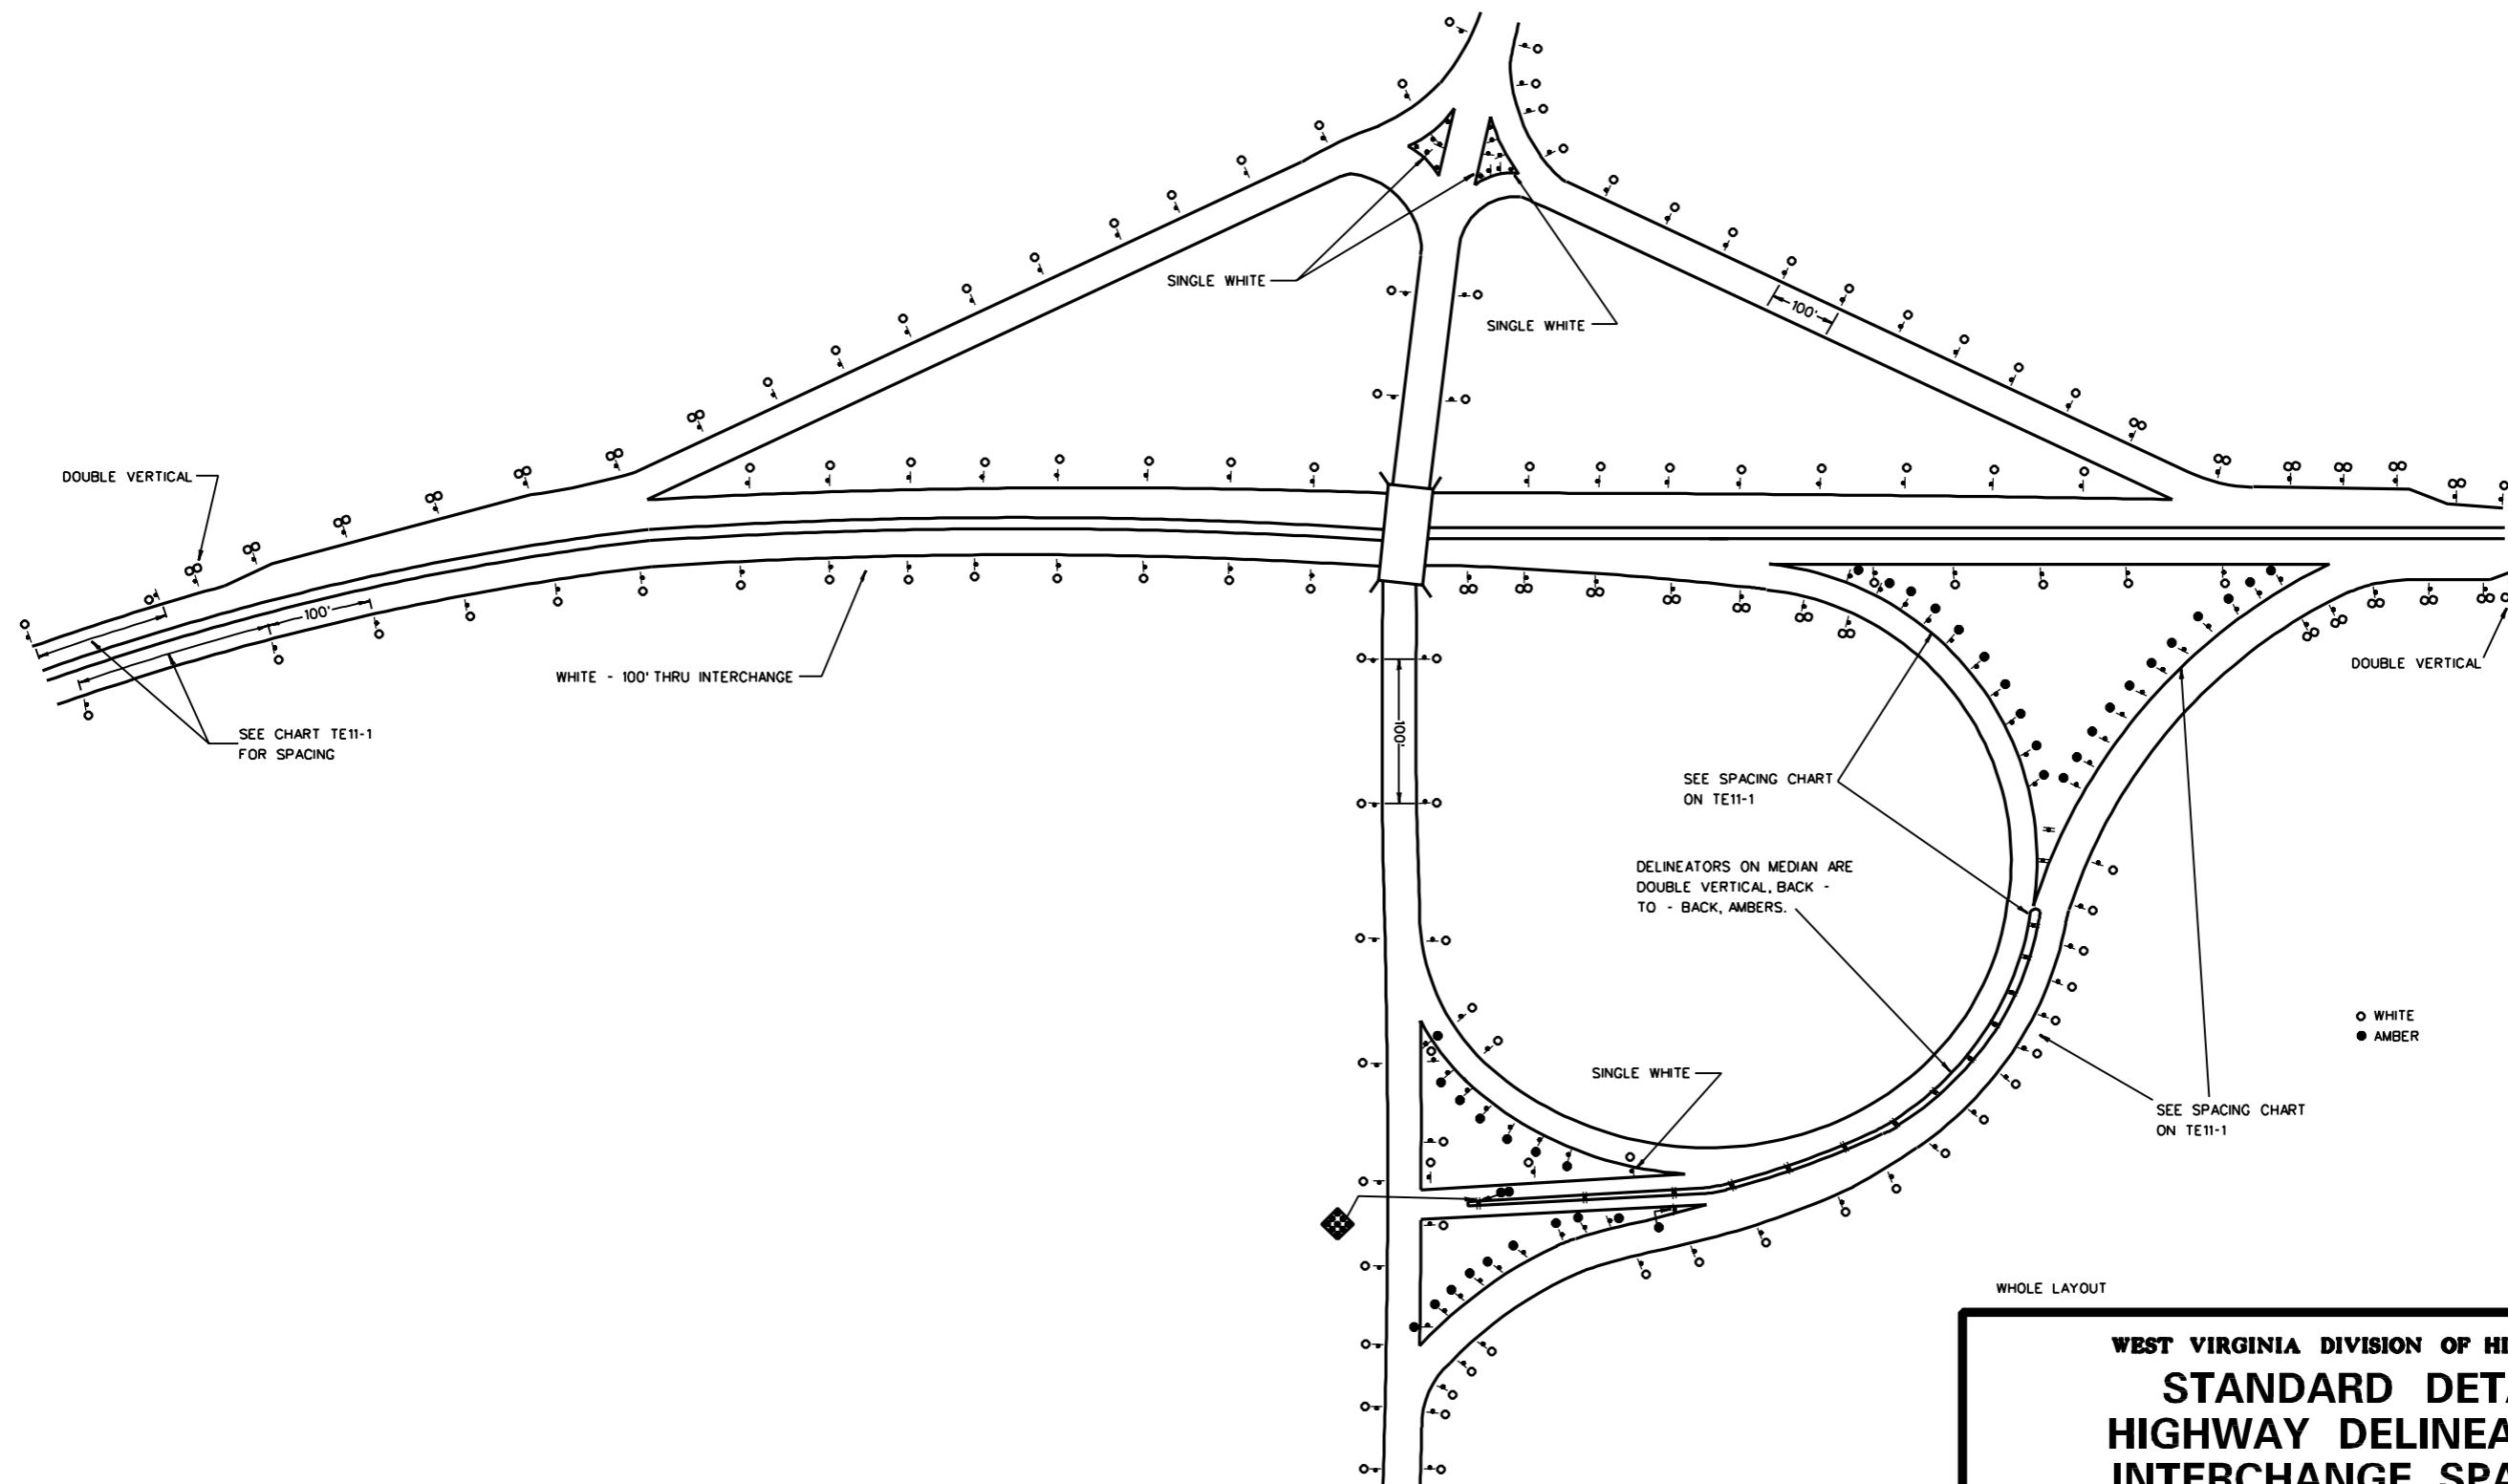 SINGLE WHITE
SINGLE WHITE
100'
DOUBLE VERTICAL
100'
WHITE - 100' THRU INTERCHANGE
DOUBLE VERTICAL
SEE CHART TE11-1
FOR SPACING
100'
SEE SPACING CHART
ON TE11-1
DELINEATORS ON MEDIAN ARE
DOUBLE VERTICAL, BACK -
TO - BACK, AMBERS.
WHITE
AMBER
SINGLE WHITE
SEE SPACING CHART
ON TE11-1
WHOLE LAYOUT
WEST VIRGINIA DIVISION OF HI
STANDARD DETA
HIGHWAY DELINEA
INTERCHANGE SPA